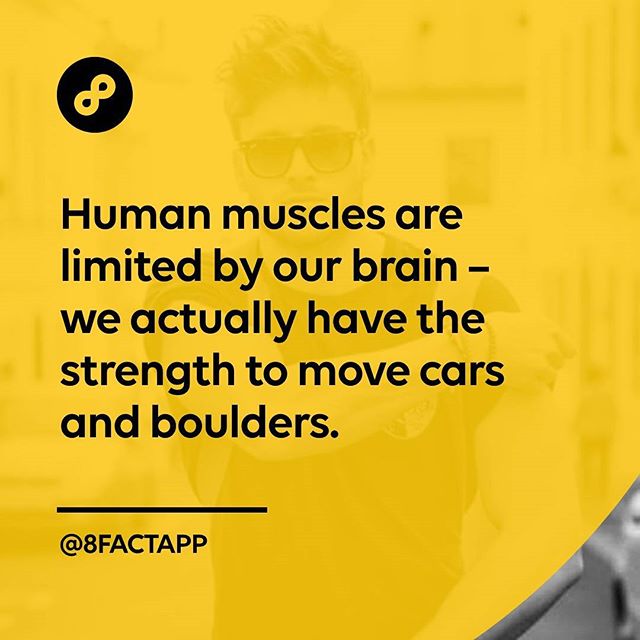 Human muscles are
limited by our brain –
we actually have the
strength to move cars
and boulders.
@8FACTAPP